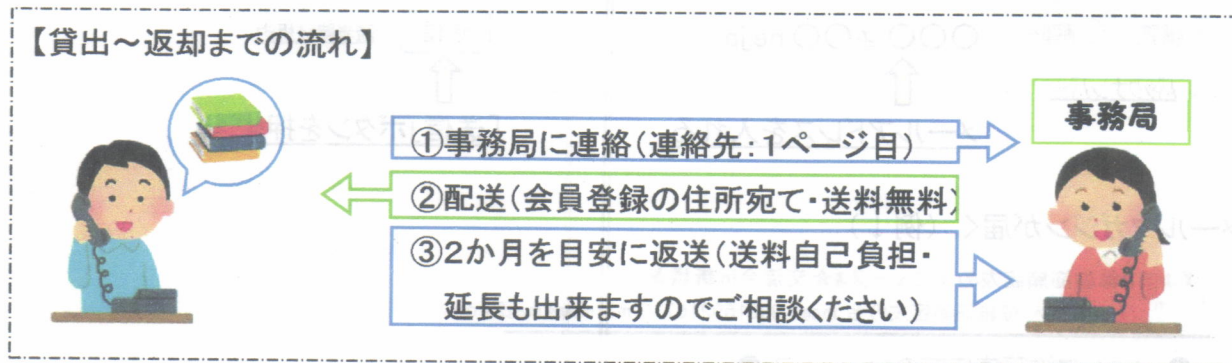 【貸出～返却までの流れ】
事務局
①事務局に連絡(連絡先:1ページ目)
②配送(会員登録の住所宛て・送料無料)
③2か月を目安に返送(送料自己負担・
延長も出来ますのでご相談ください)